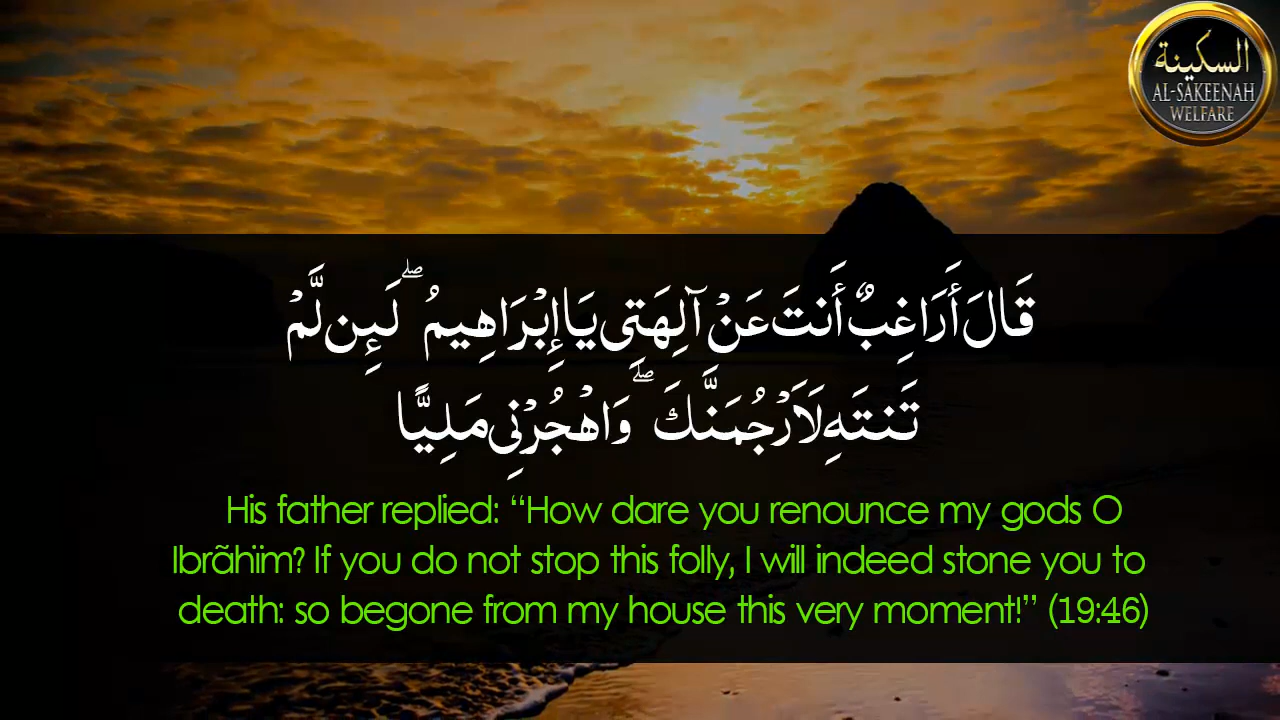 السكينة
AL-SAKEENAH
WELFARE
قَالَ أَرَاغِبٌ أَنتَ عَنْ آلِهَتِي يَا إِبْرَاهِيمُ ۖ لَئِن لَّمْ
تَنتَهِ لَأَرْجُمَنَّكَ ۖ وَاهْجُرْنِي مَلِيًّا
His father replied: “How dare you renounce my gods O
Ibrãhïm? If you do not stop this folly, I will indeed stone you to
death: so begone from my house this very moment!” (19:46)